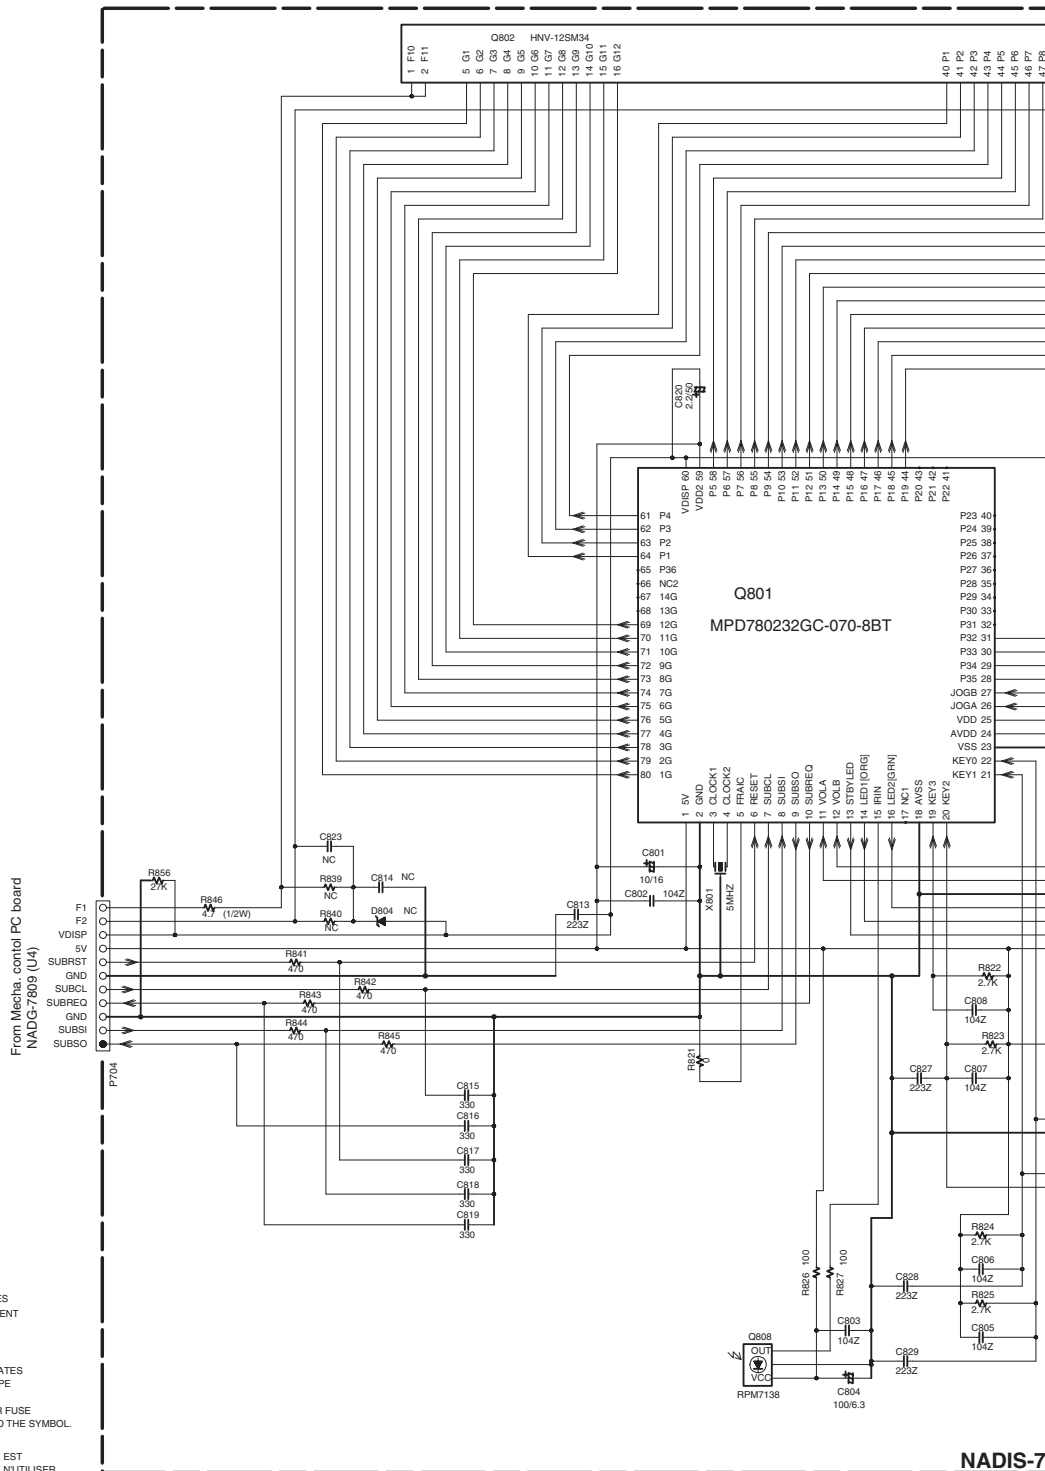 Q802 HNV-12SM34
1 F10
2 F11
5 G1
6 G2
7 G3
8 G4
9 G5
10 G6
11 G7
12 G8
13 G9
14 G10
15 G11
16 G12
40 P1
41 P2
42 P3
43 P4
44 P5
45 P6
46 P7
47 P8
C820
2.2/50
VDISP 60
VDD2 59
P5 58
P6 57
P7 56
P8 55
P9 54
P10 53
P11 52
P12 51
P13 50
P14 49
P15 48
P16 47
P17 46
P18 45
P19 44
P20 43
P21 42
P22 41
61 P4
62 P3
63 P2
64 P1
65 P36
66 NC2
67 14G
68 13G
69 12G
70 11G
71 10G
72 9G
73 8G
74 7G
75 6G
76 5G
77 4G
78 3G
79 2G
80 1G
Q801
MPD780232GC-070-8BT
P23 40
P24 39
P25 38
P26 37
P27 36
P28 35
P29 34
P30 33
P31 32
P32 31
P33 30
P34 29
P35 28
JOGB 27
JOGA 26
VDD 25
AVDD 24
VSS 23
KEY0 22
KEY1 21
1 5V
2 GND
3 CLOCK1
4 CLOCK2
5 FRAIC
6 RESET
7 SUBCL
8 SUBSI
9 SUBSO
10 SUBREQ
11 VOLA
12 VOLB
13 STBYLED
14 LED1[ORG]
15 IRIN
16 LED2[GRN]
17 NC1
18 AVSS
19 KEY3
20 KEY2
C823
NC
R856
27K
R839
NC
C814 NC
R846
4.7 (1/2W)
R840
NC
D804 NC
C801
10/16
C802 104Z
X801
5MHZ
C813
223Z
From Mecha. contol PC board
NADG-7809 (U4)
F1
F2
VDISP
5V
SUBRST
GND
SUBCL
SUBREQ
GND
SUBSI
SUBSO
P704
R841
470
R842
470
R843
470
R844
470
R845
470
R821
0
R822
2.7K
C808
104Z
R823
2.7K
C827
223Z
C807
104Z
C815
330
C816
330
C817
330
C818
330
C819
330
R824
2.7K
C806
104Z
R825
2.7K
C805
104Z
R826 100
R827 100
C828
223Z
C803
104Z
C829
223Z
Q808
OUT
VCC
RPM7138
C804
100/6.3
ES
ENT
ATES
PE
R FUSE
O THE SYMBOL.
EST
N'UTILISER
NADIS-7